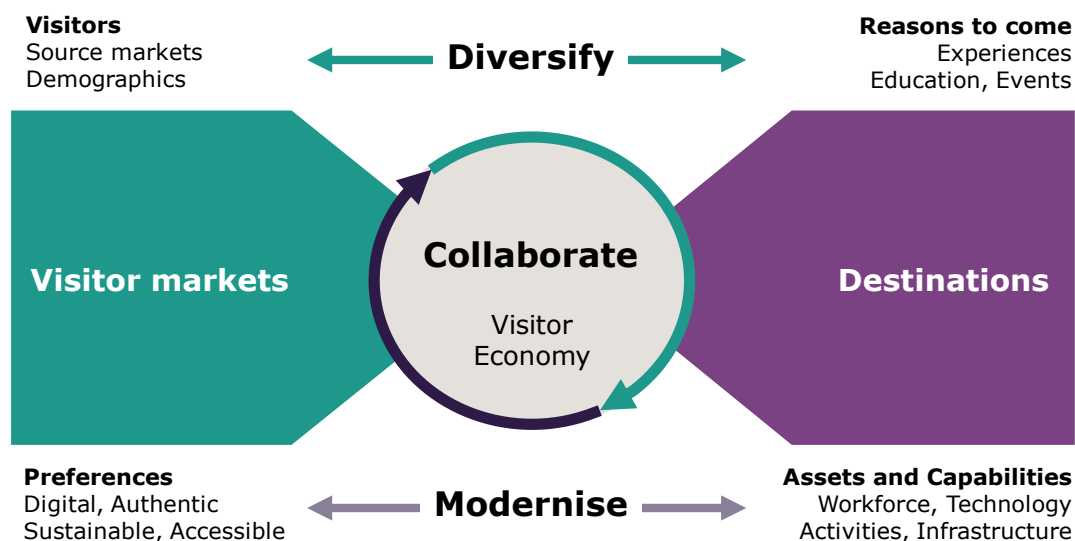 Visitors
Source markets
Demographics
Diversify
Reasons to come
Experiences
Education, Events
Visitor markets
Collaborate
Visitor
Economy
Destinations
Preferences
Digital, Authentic
Sustainable, Accessible
Modernise
Assets and Capabilities
Workforce, Technology
Activities, Infrastructure